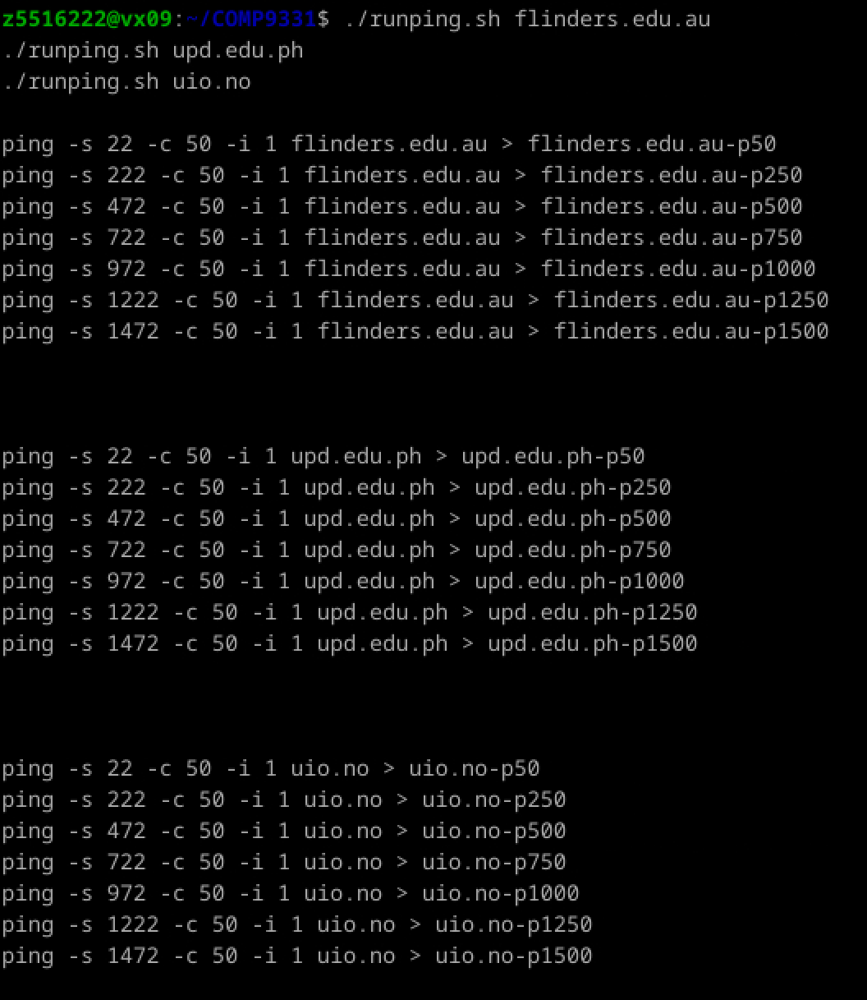 z5516222@vx09:~/COMP9331$ ./runping.sh flinders.edu.au
./runping.sh upd.edu.ph
./runping.sh uio.no
ping -s 22 -c 50 -i 1 flinders.edu.au > flinders.edu.au-p50
ping -s 222 -c 50 -i 1 flinders.edu.au > flinders.edu.au-p250
ping -s 472 -c 50 -i 1 flinders.edu.au > flinders.edu.au-p500
ping -s 722 -c 50 -i 1 flinders.edu.au > flinders.edu.au-p750
ping -s 972 -c 50 -i 1 flinders.edu.au > flinders.edu.au-p1000
ping -s 1222 -c 50 -i 1 flinders.edu.au > flinders.edu.au-p1250
ping -s 1472 -c 50 -i 1 flinders.edu.au > flinders.edu.au-p1500
ping -s 22 -c 50 -i 1 upd.edu.ph > upd.edu.ph-p50
ping -s 222 -c 50 -i 1 upd.edu.ph > upd.edu.ph-p250
ping -s 472 -c 50 -i 1 upd.edu.ph > upd.edu.ph-p500
ping -s 722 -c 50 -i 1 upd.edu.ph > upd.edu.ph-p750
ping -s 972 -c 50 -i 1 upd.edu.ph > upd.edu.ph-p1000
ping -s 1222 -c 50 -i 1 upd.edu.ph > upd.edu.ph-p1250
ping -s 1472 -c 50 -i 1 upd.edu.ph > upd.edu.ph-p1500
ping -s 22 -c 50 -i 1 uio.no > uio.no-p50
ping -s 222 -c 50 -i 1 uio.no > uio.no-p250
ping -s 472 -c 50 -i 1 uio.no > uio.no-p500
ping -s 722 -c 50 -i 1 uio.no > uio.no-p750
ping -s 972 -c 50 -i 1 uio.no > uio.no-p1000
ping -s 1222 -c 50 -i 1 uio.no > uio.no-p1250
ping -s 1472 -c 50 -i 1 uio.no > uio.no-p1500